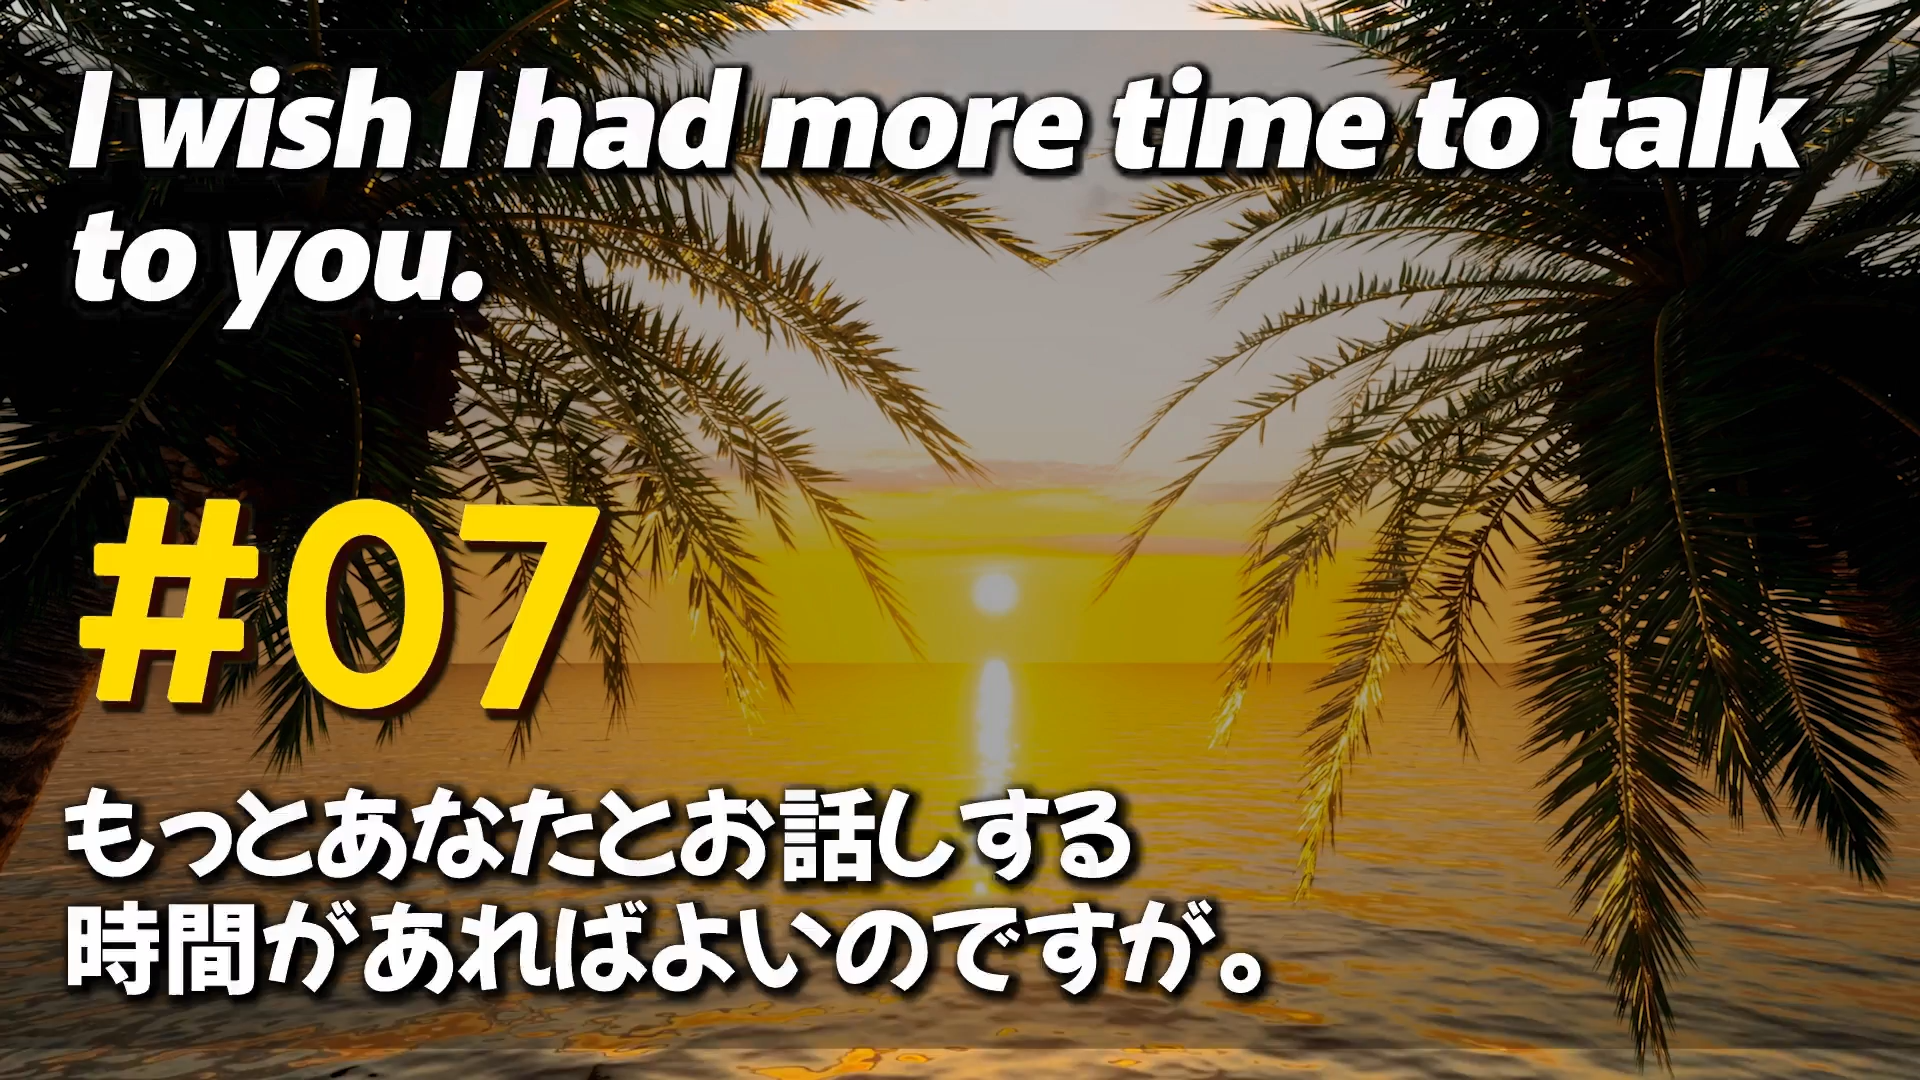 I wish I had more time to talk
to you.
#07
もっとあなたとお話しする
時間があればよいのですが。